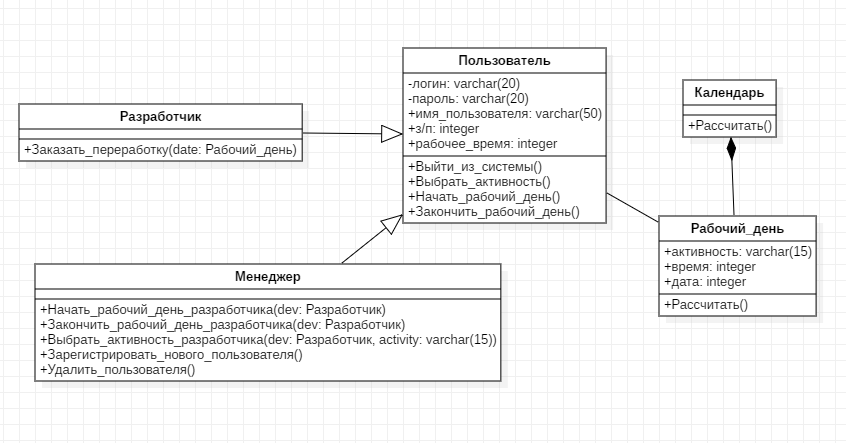 Пользователь
-логин: varchar(20)
-пароль: varchar(20)
+имя_пользователя: varchar(50)
+з/п: integer
+рабочее_время: integer
+Выйти_из_системы()
+Выбрать_активность()
+Начать_рабочий_день()
+Закончить_рабочий_день()
Календарь
+Рассчитать()
Разработчик
+Заказать_переработку(date: Рабочий_день)
Рабочий_день
+активность: varchar(15)
+время: integer
+дата: integer
+Рассчитать()
Менеджер
+Начать_рабочий_день_разработчика(dev: Разработчик)
+Закончить_рабочий_день_разработчика(dev: Разработчик)
+Выбрать_активность_разработчика(dev: Разработчик, activity: varchar(15))
+Зарегистрировать_нового_пользователя()
+Удалить_пользователя()